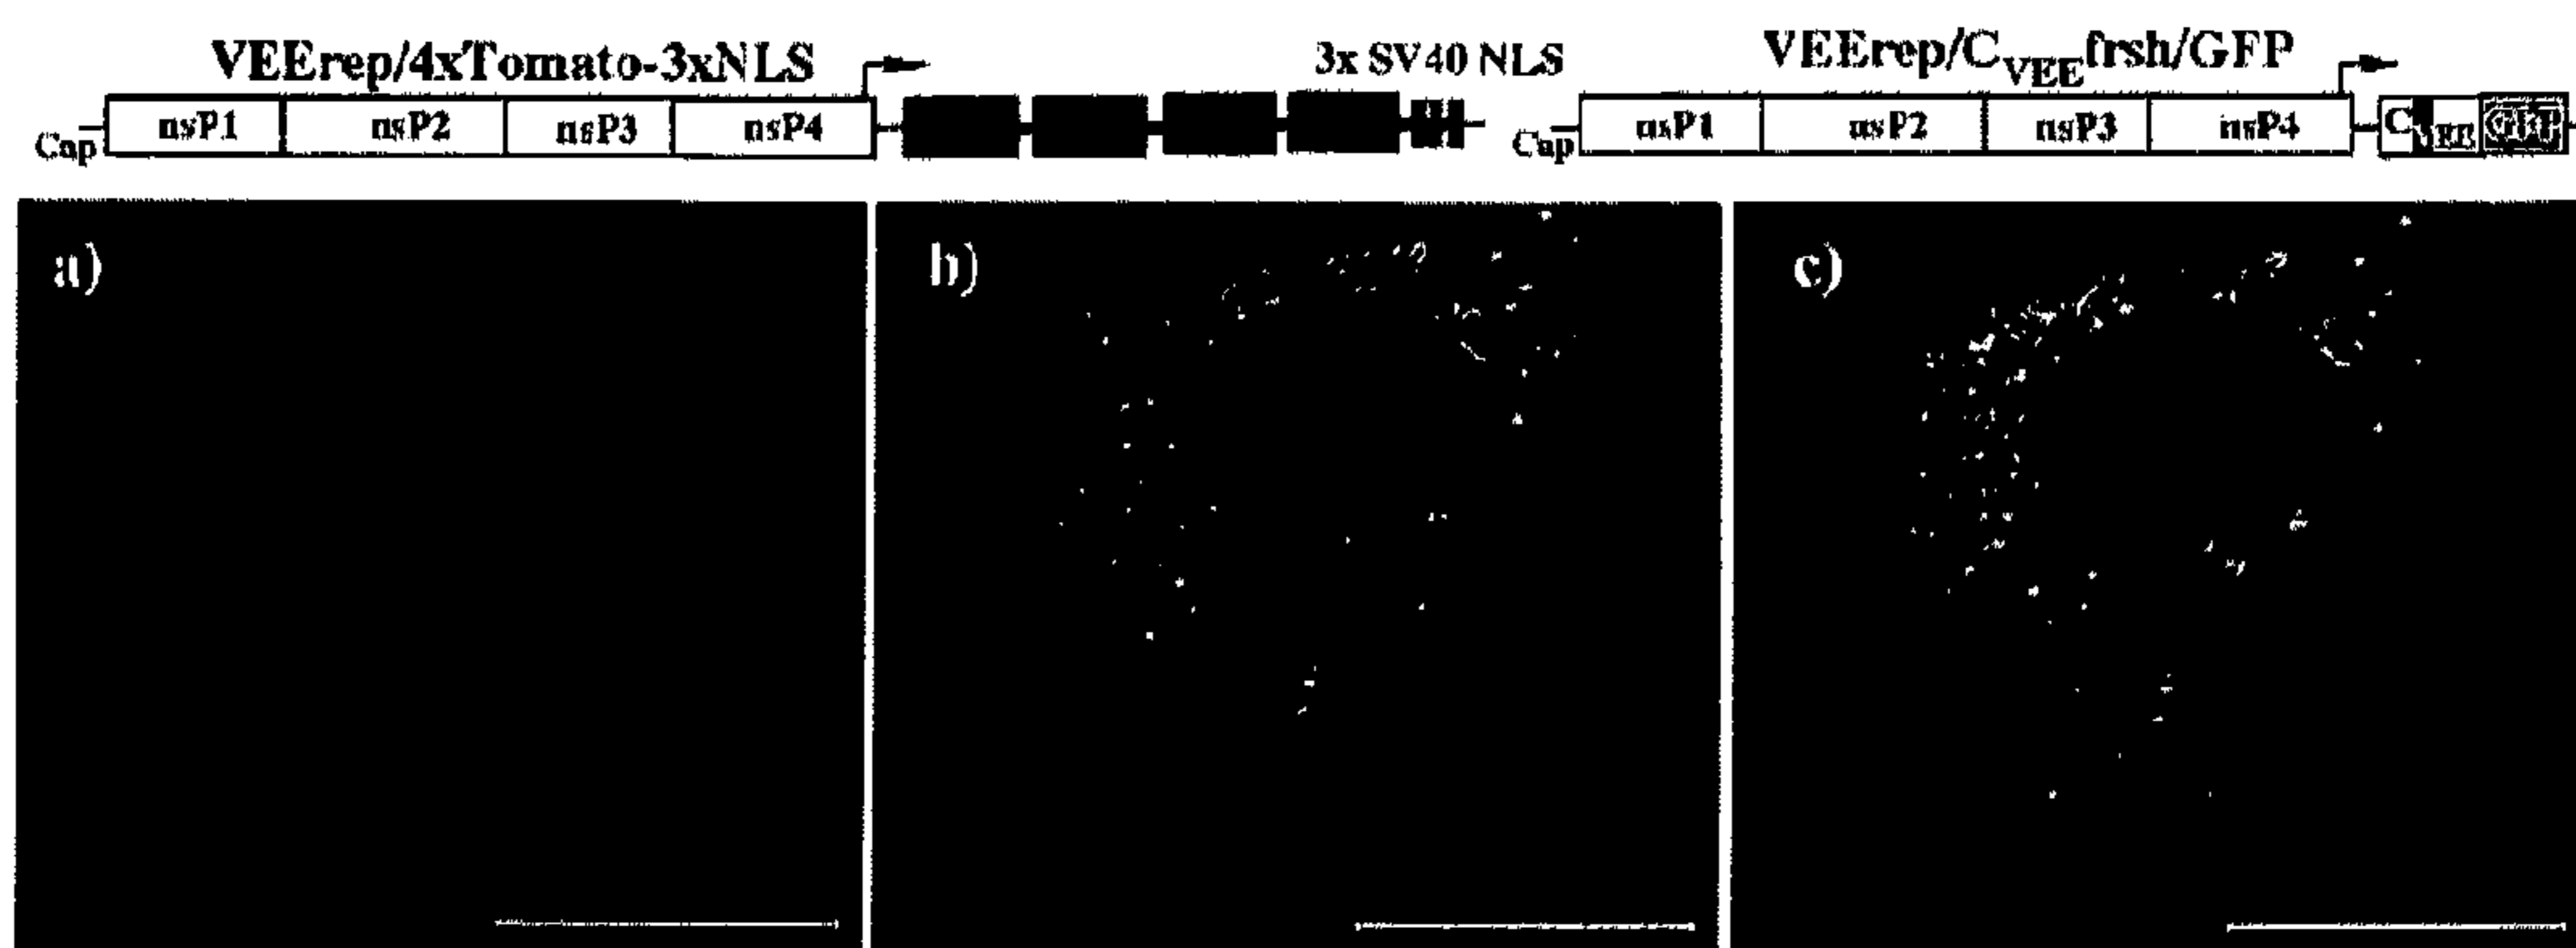 VEErep/4xTomato-3xNLS
3x SV40 NLS
VEErep/CVEEfrsh/GFP
Cap nsP1 nsP2 nsP3 nsP4
Cap nsP1 nsP2 nsP3 nsP4 C GFP
a) b) c)